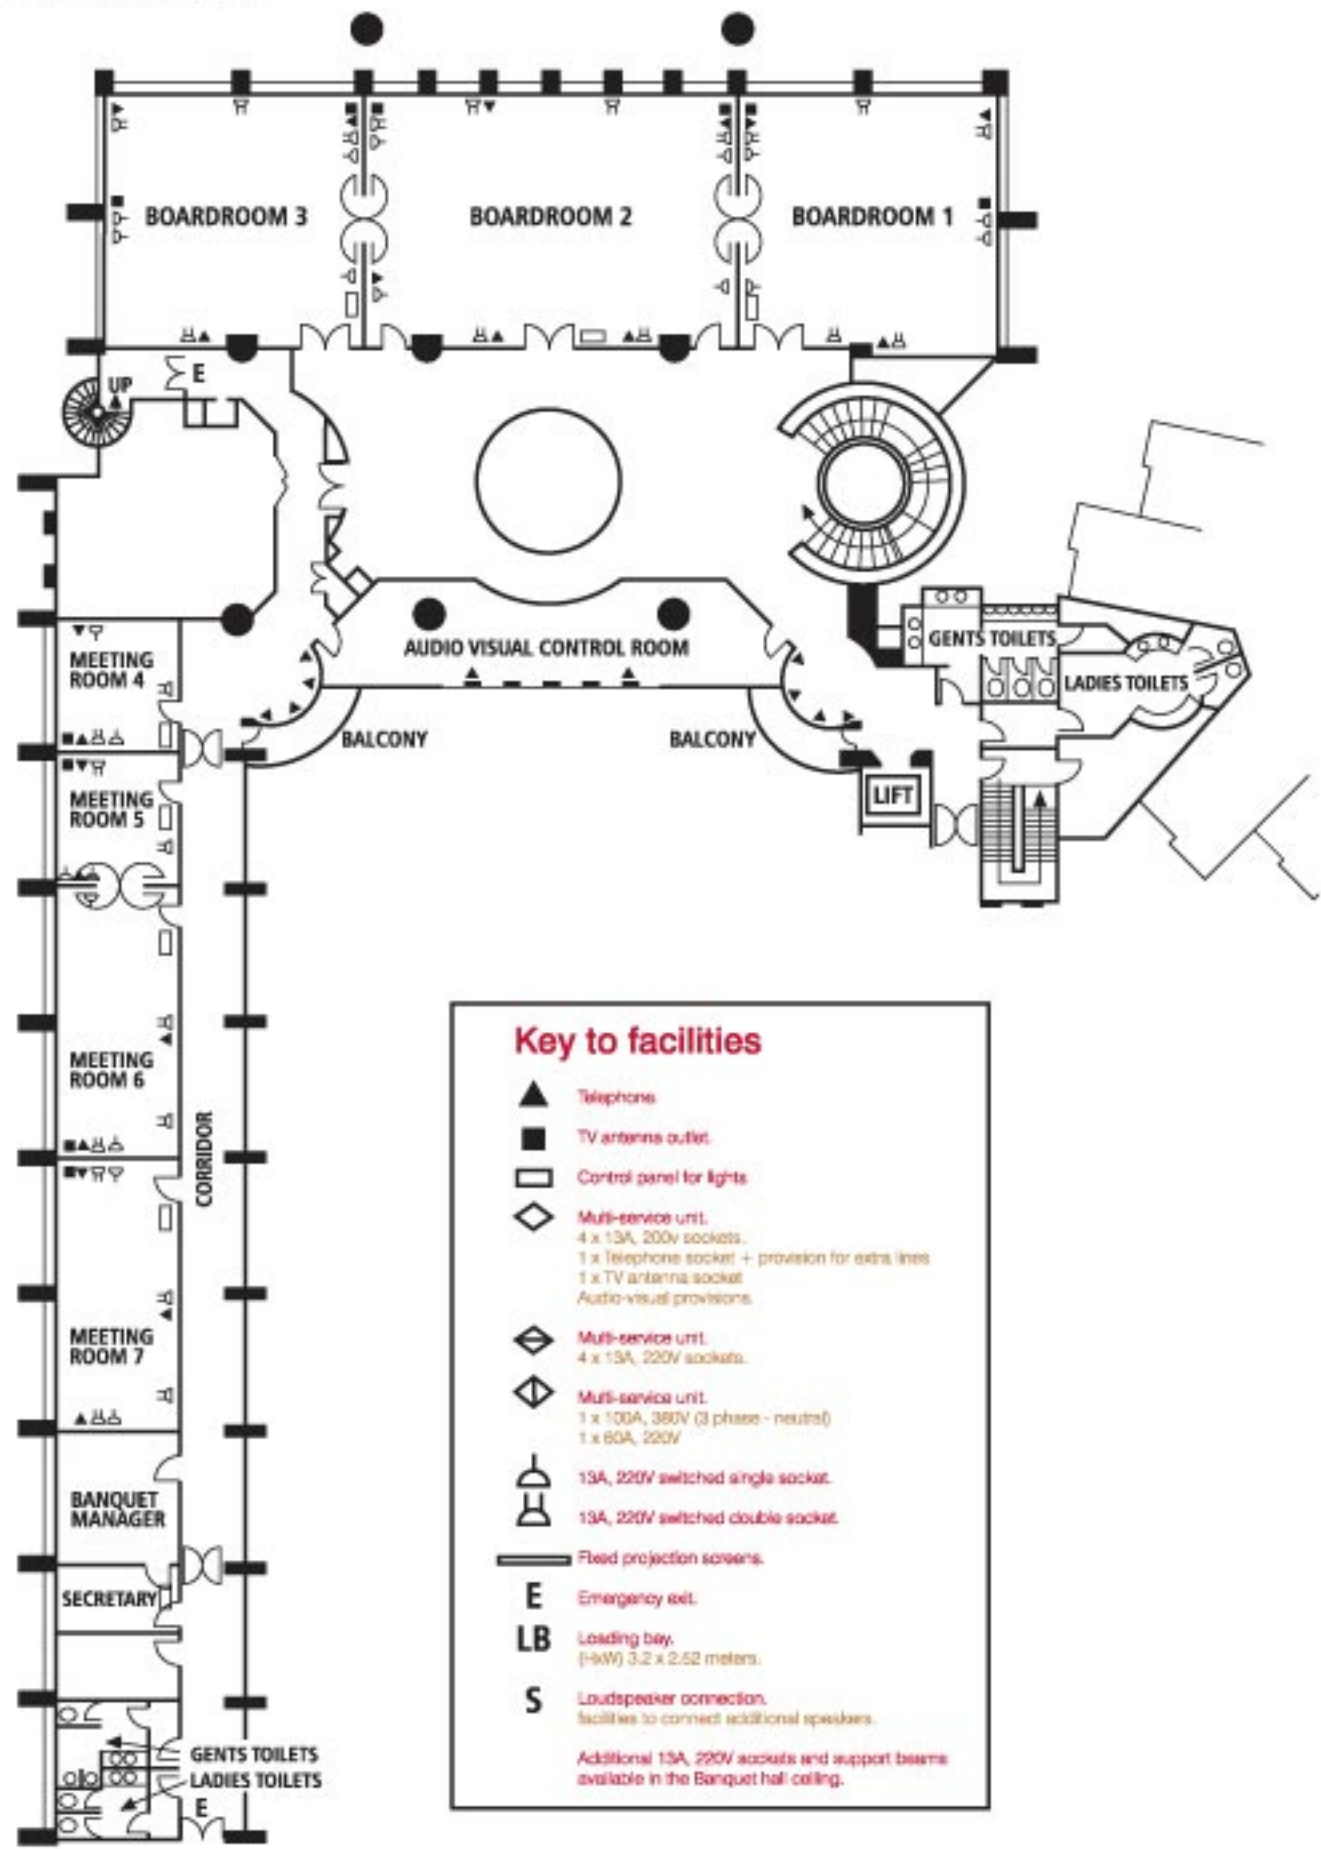 BOARDROOM 3
BOARDROOM 2
BOARDROOM 1
E
UP
MEETING
ROOM 4
AUDIO VISUAL CONTROL ROOM
GENTS TOILETS
LADIES TOILETS
BALCONY
BALCONY
LIFT
MEETING
ROOM 5
MEETING
ROOM 6
CORRIDOR
MEETING
ROOM 7
BANQUET
MANAGER
SECRETARY
GENTS TOILETS
LADIES TOILETS
E
Key to facilities
Telephone.
TV antenna outlet.
Control panel for lights
Multi-service unit.
4 x 13A, 200v sockets.
1 x Telephone socket + provision for extra lines
1 x TV antenna socket
Audio-visual provisions.
Multi-service unit.
4 x 13A, 220V sockets.
Multi-service unit.
1 x 100A, 380V (3 phase - neutral)
1 x 60A, 220V
13A, 220V switched single socket.
13A, 220V switched double socket.
Fixed projection screens.
E Emergency exit.
LB Loading bay.
(HxW) 3.2 x 2.52 meters.
S Loudspeaker connection.
facilities to connect additional speakers.
Additional 13A, 220V sockets and support beams
available in the Banquet hall ceiling.